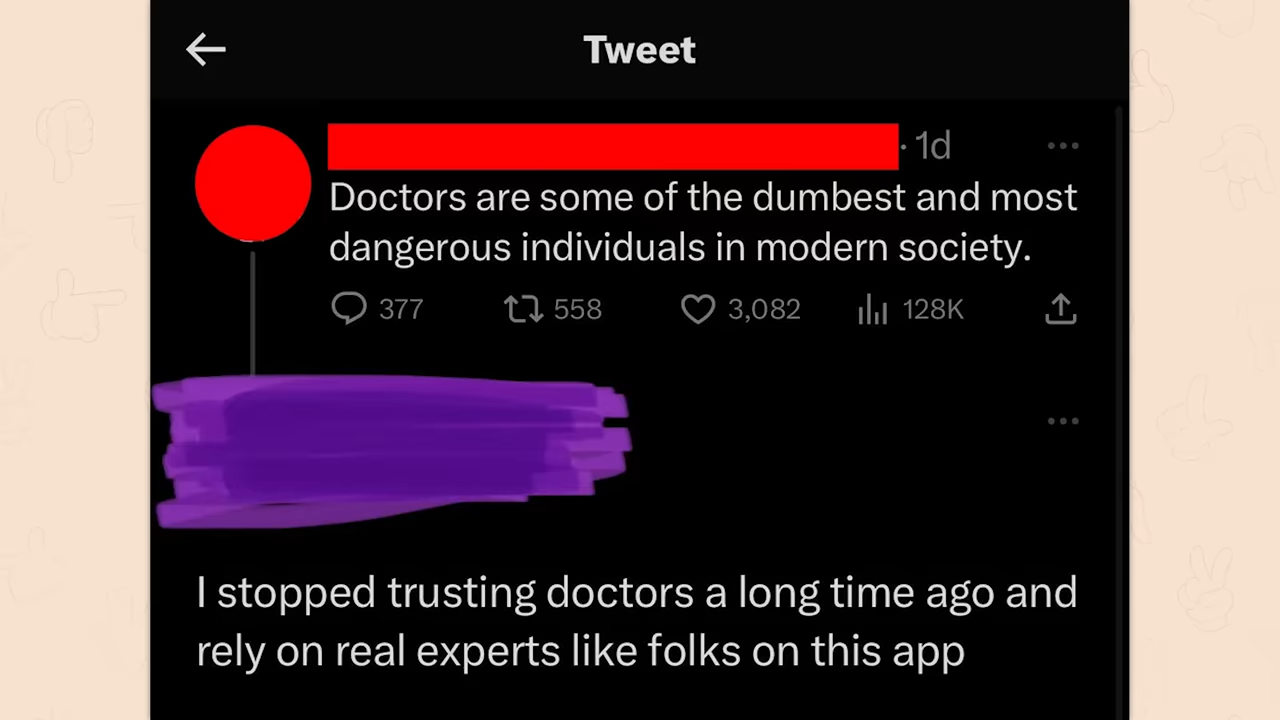 Tweet
· 1d
Doctors are some of the dumbest and most
dangerous individuals in modern society.
377 558 3,082 128K
I stopped trusting doctors a long time ago and
rely on real experts like folks on this app